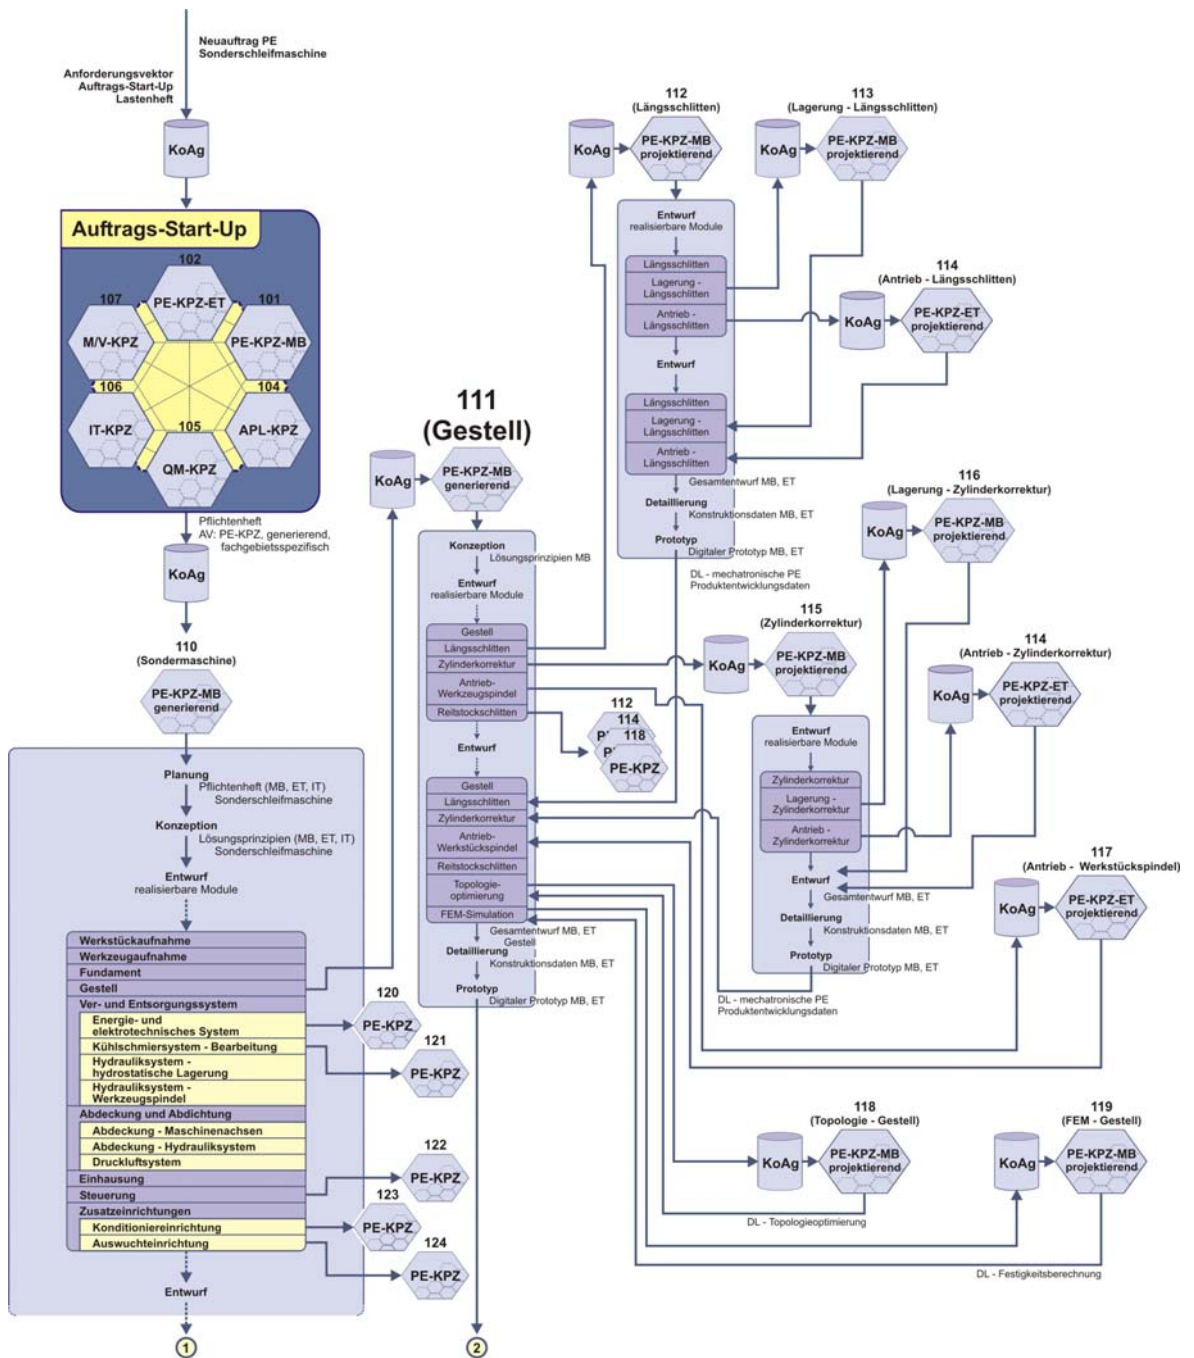 Neuauftrag PE
Sonderschleifmaschine
Anforderungsvektor
Auftrags-Start-Up
Lastenheft
KoAg
Auftrags-Start-Up
102
PE-KPZ-ET
107
101
M/V-KPZ
PE-KPZ-MB
106
104
IT-KPZ
105
APL-KPZ
QM-KPZ
Pflichtenheft
AV: PE-KPZ, generierend,
fachgebietsspezifisch
KoAg
110
(Sondermaschine)
PE-KPZ-MB
generierend
Planung
Pflichtenheft (MB, ET, IT)
Sonderschleifmaschine
Konzeption
Lösungsprinzipien (MB, ET, IT)
Sonderschleifmaschine
Entwurf
realisierbare Module
Werkstückaufnahme
Werkzeugaufnahme
Fundament
Gestell
Ver- und Entsorgungssystem
Energie- und
elektrotechnisches System
Kühlschmiersystem - Bearbeitung
Hydrauliksystem -
hydrostatische Lagerung
Hydrauliksystem -
Werkzeugspindel
Abdeckung und Abdichtung
Abdeckung - Maschinenachsen
Abdeckung - Hydrauliksystem
Druckluftsystem
Einhausung
Steuerung
Zusatzeinrichtungen
Konditioniereinrichtung
Auswuchteinrichtung
Entwurf
1
120
PE-KPZ
121
PE-KPZ
122
PE-KPZ
123
PE-KPZ
124
PE-KPZ
111
(Gestell)
KoAg
PE-KPZ-MB
generierend
Konzeption
Lösungsprinzipien MB
Entwurf
realisierbare Module
Gestell
Längsschlitten
Zylinderkorrektur
Antrieb-
Werkzeugspindel
Reitstockschlitten
Entwurf
Gestell
Längsschlitten
Zylinderkorrektur
Antrieb-
Werkstückspindel
Reitstockschlitten
Topologie-
optimierung
FEM-Simulation
Gesamtentwurf MB, ET
Gestell
Detaillierung
Konstruktionsdaten MB, ET
Prototyp
Digitaler Prototyp MB, ET
2
112
114
118
PE-KPZ
112
(Längsschlitten)
KoAg
PE-KPZ-MB
projektierend
Entwurf
realisierbare Module
Längsschlitten
Lagerung -
Längsschlitten
Antrieb -
Längsschlitten
Entwurf
Längsschlitten
Lagerung -
Längsschlitten
Antrieb -
Längsschlitten
Gesamtentwurf MB, ET
Detaillierung
Konstruktionsdaten MB, ET
Prototyp
Digitaler Prototyp MB, ET
DL - mechatronische PE
Produktentwicklungsdaten
113
(Lagerung - Längsschlitten)
KoAg
PE-KPZ-MB
projektierend
114
(Antrieb - Längsschlitten)
KoAg
PE-KPZ-ET
projektierend
115
(Zylinderkorrektur)
KoAg
PE-KPZ-MB
projektierend
Entwurf
realisierbare Module
Zylinderkorrektur
Lagerung -
Zylinderkorrektur
Antrieb -
Zylinderkorrektur
Entwurf
Gesamtentwurf MB, ET
Detaillierung
Konstruktionsdaten MB, ET
Prototyp
Digitaler Prototyp MB, ET
DL - mechatronische PE
Produktentwicklungsdaten
116
(Lagerung - Zylinderkorrektur)
KoAg
PE-KPZ-MB
projektierend
114
(Antrieb - Zylinderkorrektur)
KoAg
PE-KPZ-ET
projektierend
117
(Antrieb - Werkstückspindel)
KoAg
PE-KPZ-ET
projektierend
118
(Topologie - Gestell)
KoAg
PE-KPZ-MB
projektierend
DL - Topologieoptimierung
119
(FEM - Gestell)
KoAg
PE-KPZ-MB
projektierend
DL - Festigkeitsberechnung